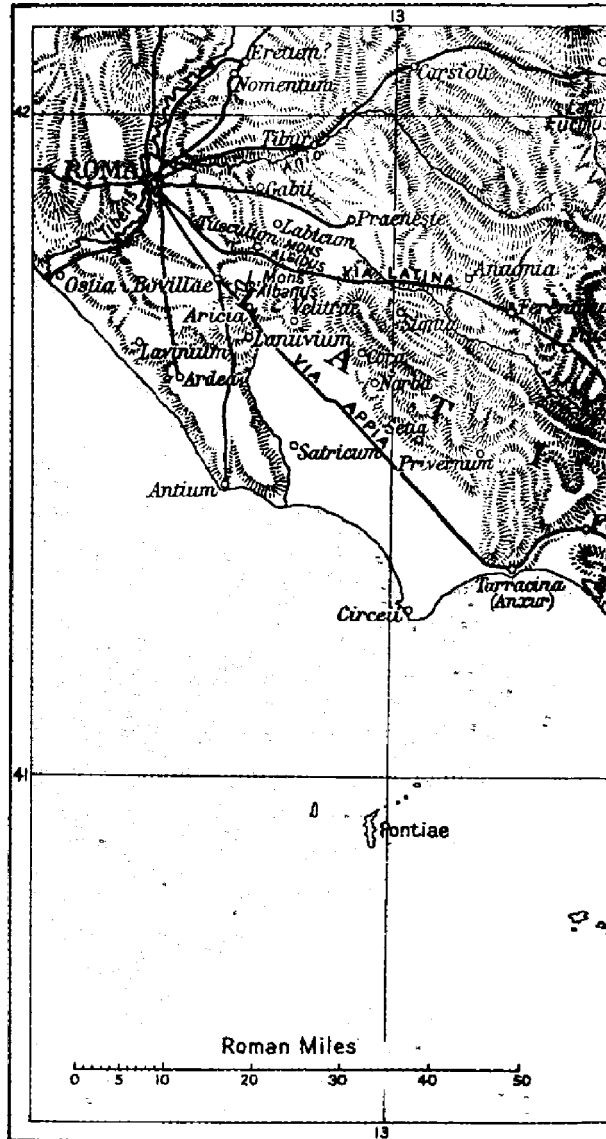 13
Eretum?
Carsioli
Nomentum
42
Tibur
Anio
ROMA
Gabii
Tiberis
Praeneste
Labicum
Tusculum
MONS
ALGIDUS
VIA LATINA
Anagnia
Ostia
Bovillae
Mons
Albanus
Velitrae
Aricia
Signia
Lanuvium
L A T I
Lavinium
Cora
Ardea
VIA APPIA
Norba
Setia
Satricum
Privernum
Antium
Tarracina
(Anxur)
Circeii
41
Pontiae
Roman Miles
0 5 10 20 30 40 50
13